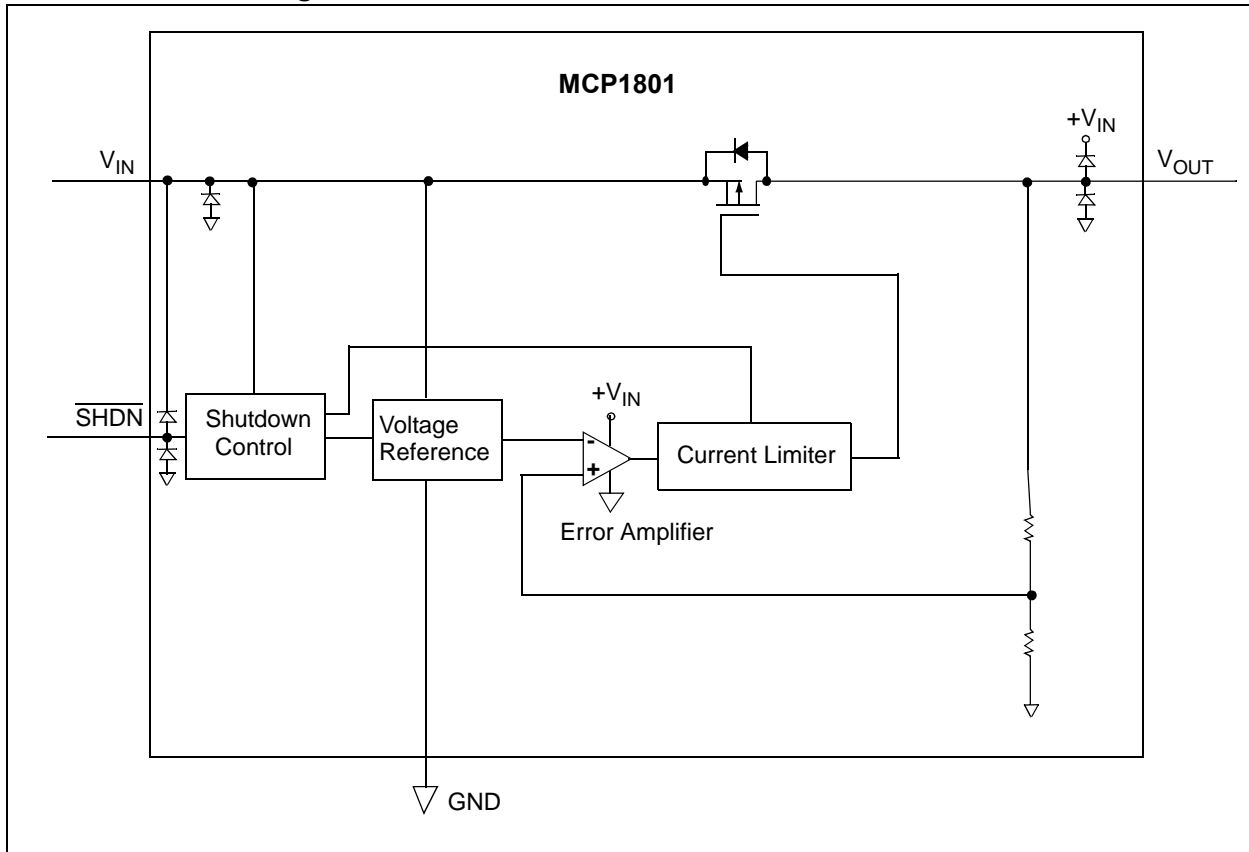 MCP1801
+VIN
VIN
VOUT
SHDN
Shutdown
Control
Voltage
Reference
+VIN
-
+
Current Limiter
Error Amplifier
GND